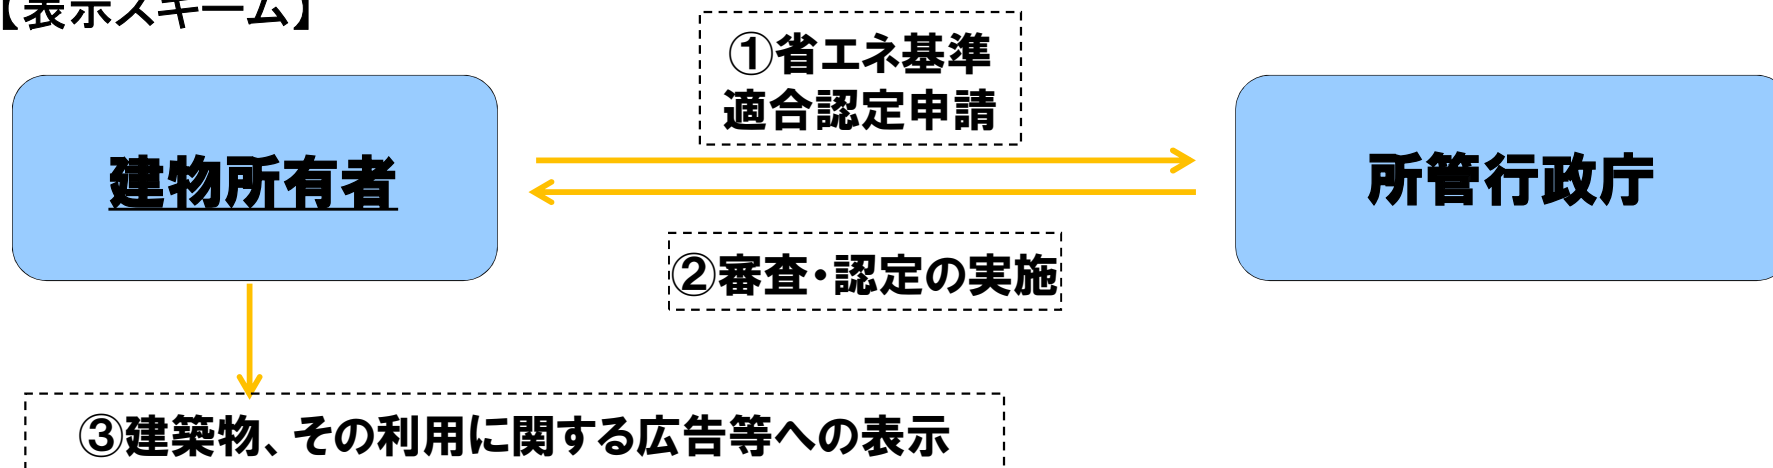 【表示スキーム】
①省エネ基準
適合認定申請
建物所有者
所管行政庁
②審査・認定の実施
③建築物、その利用に関する広告等への表示